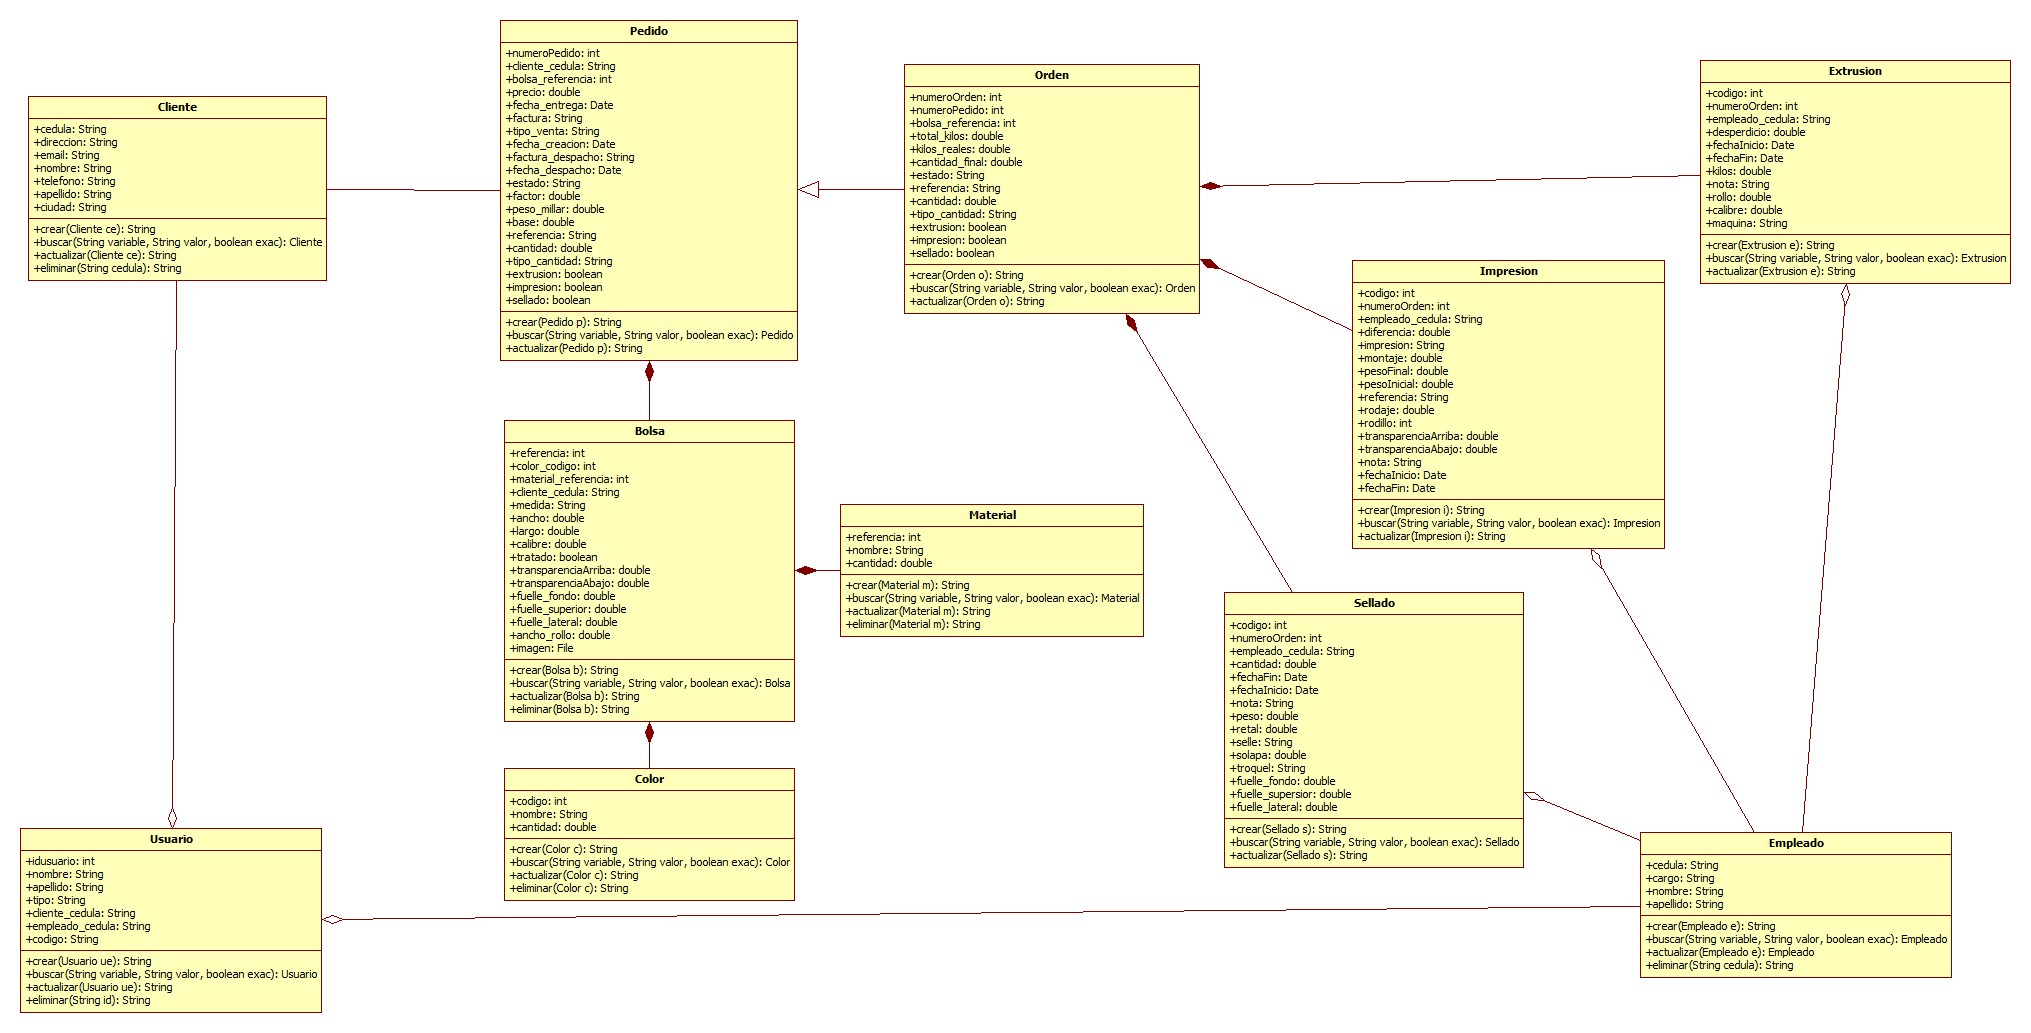 Cliente
+cedula: String
+direccion: String
+email: String
+nombre: String
+telefono: String
+apellido: String
+ciudad: String
+crear(Cliente ce): String
+buscar(String variable, String valor, boolean exac): Cliente
+actualizar(Cliente ce): String
+eliminar(String cedula): String
Pedido
+numeroPedido: int
+cliente_cedula: String
+bolsa_referencia: int
+precio: double
+fecha_entrega: Date
+factura: String
+tipo_venta: String
+fecha_creacion: Date
+factura_despacho: String
+fecha_despacho: Date
+estado: String
+factor: double
+peso_millar: double
+base: double
+referencia: String
+cantidad: double
+tipo_cantidad: String
+extrusion: boolean
+impresion: boolean
+sellado: boolean
+crear(Pedido p): String
+buscar(String variable, String valor, boolean exac): Pedido
+actualizar(Pedido p): String
Orden
+numeroOrden: int
+numeroPedido: int
+bolsa_referencia: int
+total_kilos: double
+kilos_reales: double
+cantidad_final: double
+estado: String
+referencia: String
+cantidad: double
+tipo_cantidad: String
+extrusion: boolean
+impresion: boolean
+sellado: boolean
+crear(Orden o): String
+buscar(String variable, String valor, boolean exac): Orden
+actualizar(Orden o): String
Extrusion
+codigo: int
+numeroOrden: int
+empleado_cedula: String
+desperdicio: double
+fechaInicio: Date
+fechaFin: Date
+kilos: double
+nota: String
+rollo: double
+calibre: double
+maquina: String
+crear(Extrusion e): String
+buscar(String variable, String valor, boolean exac): Extrusion
+actualizar(Extrusion e): String
Impresion
+codigo: int
+numeroOrden: int
+empleado_cedula: String
+diferencia: double
+impresion: String
+montaje: double
+pesoFinal: double
+pesoInicial: double
+referencia: String
+rodaje: double
+rodillo: int
+transparenciaArriba: double
+transparenciaAbajo: double
+nota: String
+fechaInicio: Date
+fechaFin: Date
+crear(Impresion i): String
+buscar(String variable, String valor, boolean exac): Impresion
+actualizar(Impresion i): String
Bolsa
+referencia: int
+color_codigo: int
+material_referencia: int
+cliente_cedula: String
+medida: String
+ancho: double
+largo: double
+calibre: double
+tratado: boolean
+transparenciaArriba: double
+transparenciaAbajo: double
+fuelle_fondo: double
+fuelle_superior: double
+fuelle_lateral: double
+ancho_rollo: double
+imagen: File
+crear(Bolsa b): String
+buscar(String variable, String valor, boolean exac): Bolsa
+actualizar(Bolsa b): String
+eliminar(Bolsa b): String
Material
+referencia: int
+nombre: String
+cantidad: double
+crear(Material m): String
+buscar(String variable, String valor, boolean exac): Material
+actualizar(Material m): String
+eliminar(Material m): String
Sellado
+codigo: int
+numeroOrden: int
+empleado_cedula: String
+cantidad: double
+fechaFin: Date
+fechaInicio: Date
+nota: String
+peso: double
+retal: double
+selle: String
+solapa: double
+troquel: String
+fuelle_fondo: double
+fuelle_supersior: double
+fuelle_lateral: double
+crear(Sellado s): String
+buscar(String variable, String valor, boolean exac): Sellado
+actualizar(Sellado s): String
Color
+codigo: int
+nombre: String
+cantidad: double
+crear(Color c): String
+buscar(String variable, String valor, boolean exac): Color
+actualizar(Color c): String
+eliminar(Color c): String
Usuario
+idusuario: int
+nombre: String
+apellido: String
+tipo: String
+cliente_cedula: String
+empleado_cedula: String
+codigo: String
+crear(Usuario ue): String
+buscar(String variable, String valor, boolean exac): Usuario
+actualizar(Usuario ue): String
+eliminar(String id): String
Empleado
+cedula: String
+cargo: String
+nombre: String
+apellido: String
+crear(Empleado e): String
+buscar(String variable, String valor, boolean exac): Empleado
+actualizar(Empleado e): Empleado
+eliminar(String cedula): String